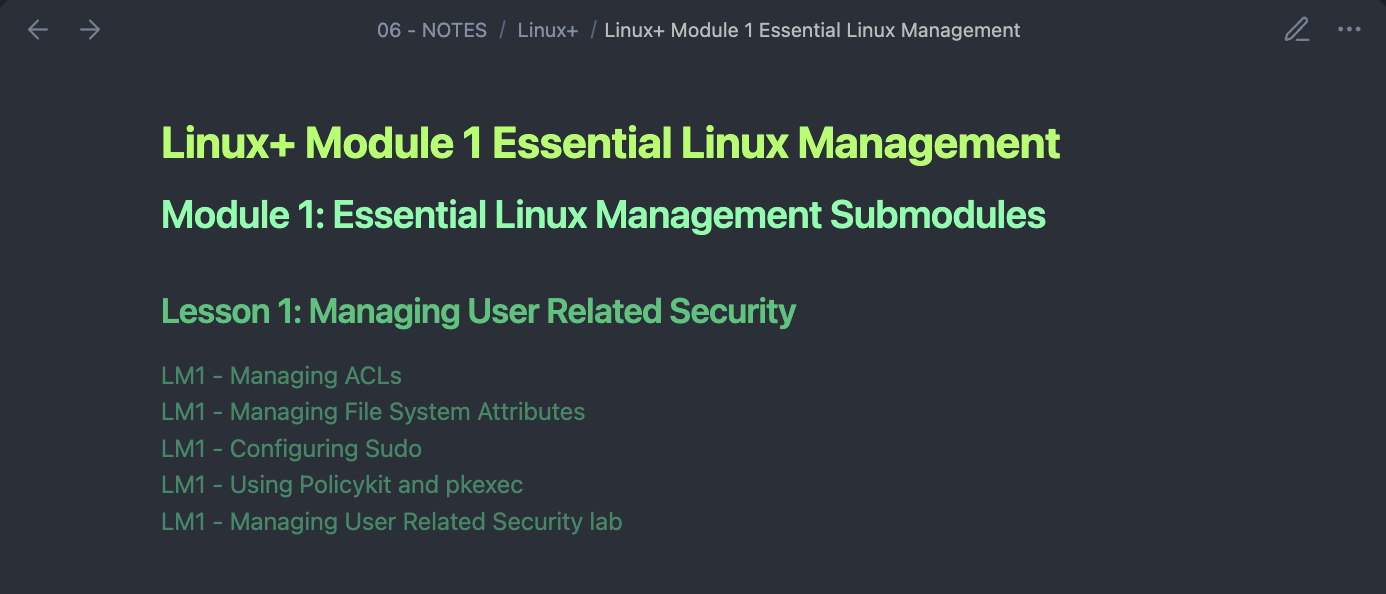 06 - NOTES / Linux+ / Linux+ Module 1 Essential Linux Management
Linux+ Module 1 Essential Linux Management
Module 1: Essential Linux Management Submodules
Lesson 1: Managing User Related Security
LM1 - Managing ACLs
LM1 - Managing File System Attributes
LM1 - Configuring Sudo
LM1 - Using Policykit and pkexec
LM1 - Managing User Related Security lab